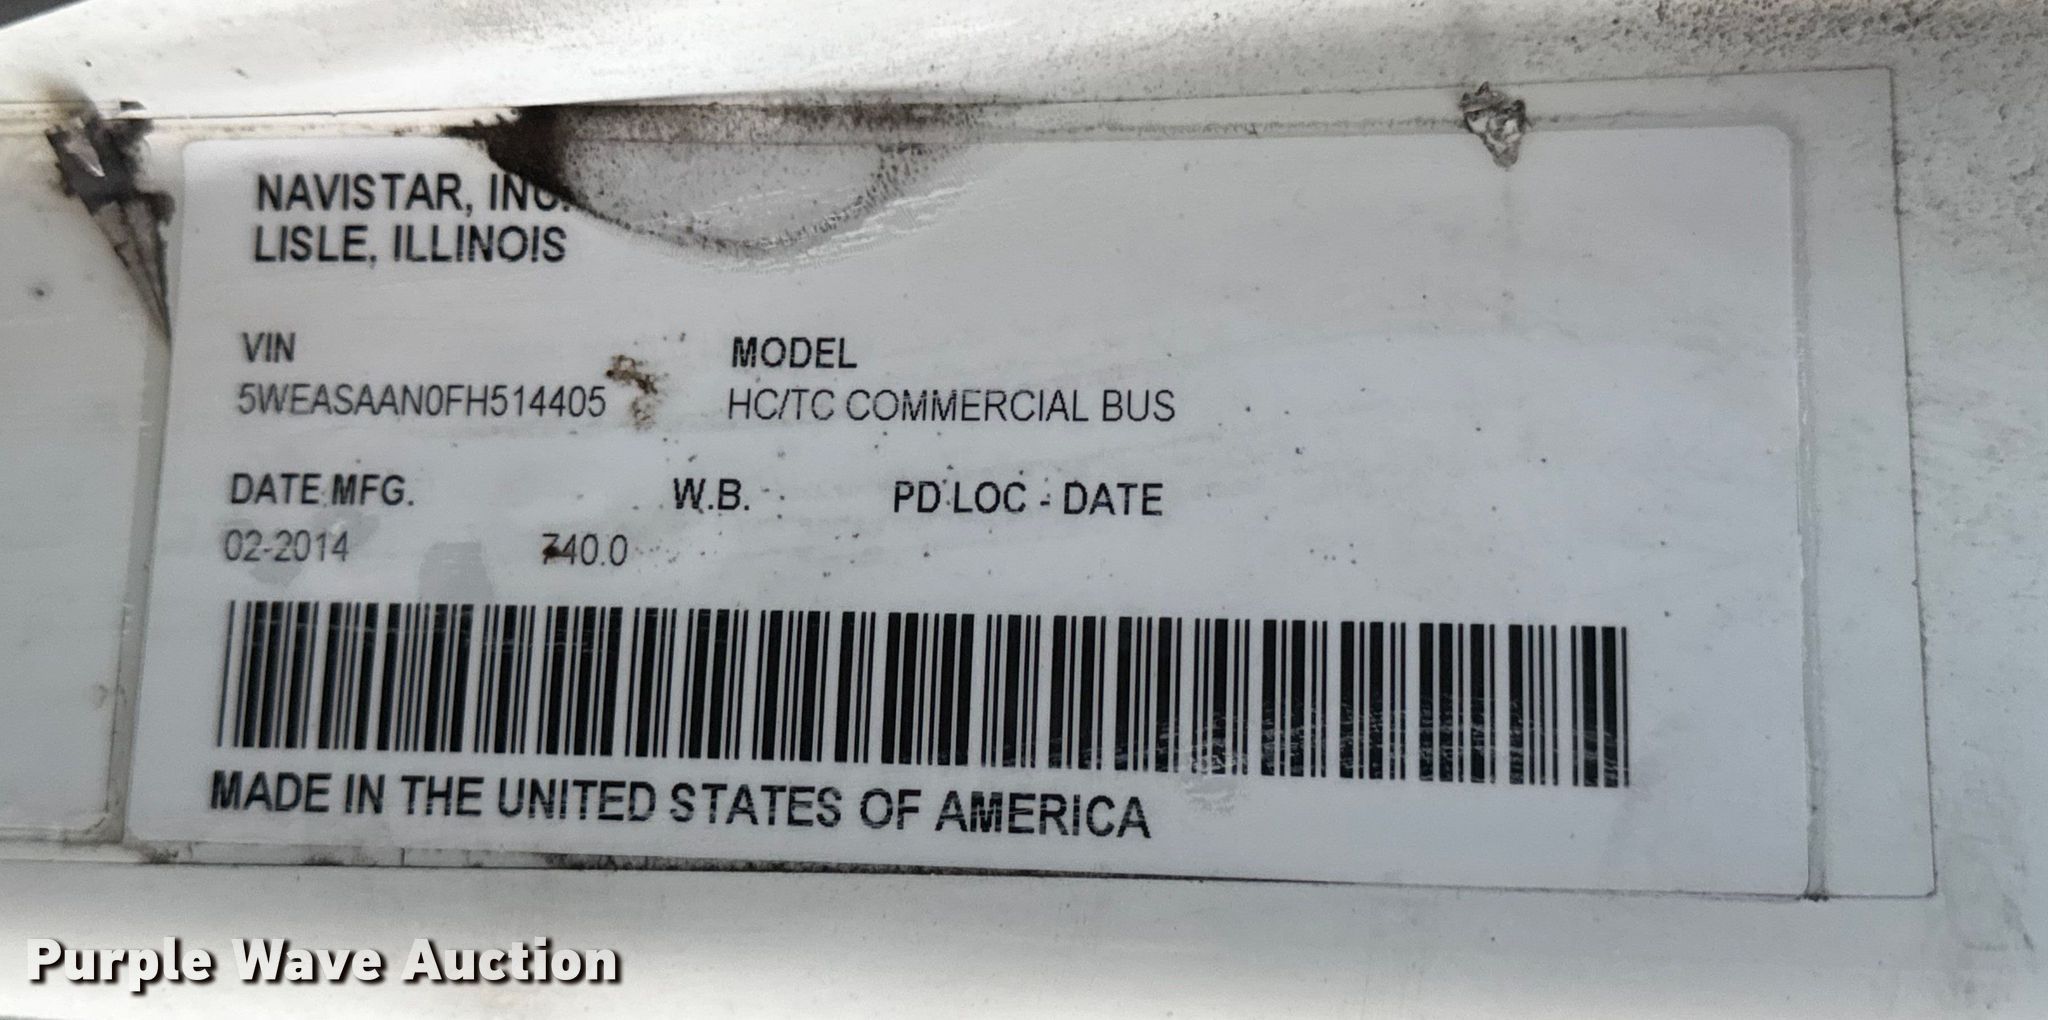 NAVISTAR, INC.
LISLE, ILLINOIS
VIN MODEL
5WEASAAN0FH514405 HC/TC COMMERCIAL BUS
DATE MFG. W.B. PD LOC - DATE
02-2014 740.0
MADE IN THE UNITED STATES OF AMERICA
Purple Wave Auction